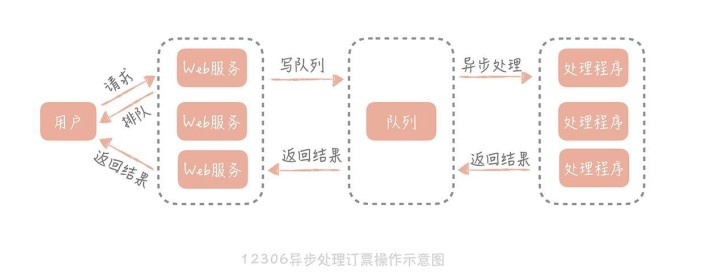 请求
排队
返回结果
用户
Web服务
Web服务
Web服务
写队列
返回结果
队列
异步处理
返回结果
处理程序
处理程序
处理程序
12306异步处理订票操作示意图